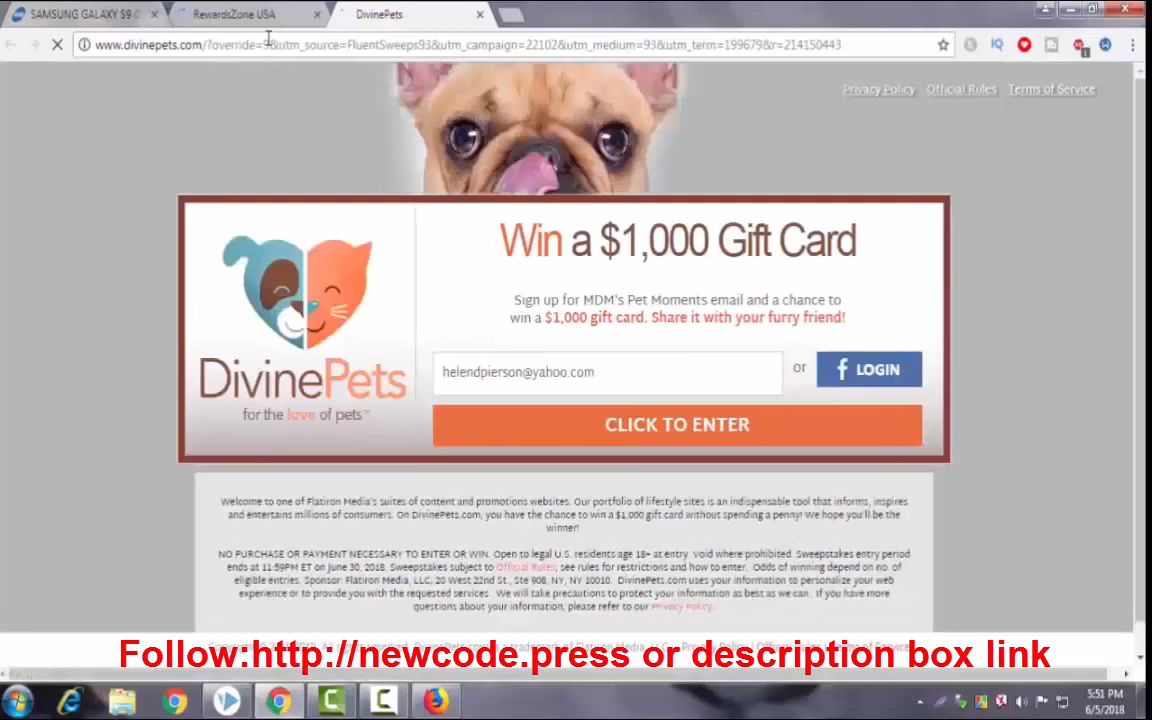 SAMSUNG GALAXY S9 (
RewardsZone USA
DivinePets
www.divinepets.com/?override=9&utm_source=FluentSweeps93&utm_campaign=22102&utm_medium=93&utm_term=199679&r=214150443
Privacy Policy Official Rules Terms of Service
Win a $1,000 Gift Card
Sign up for MDM's Pet Moments email and a chance to
win a $1,000 gift card. Share it with your furry friend!
helendpierson@yahoo.com
or
f LOGIN
CLICK TO ENTER
DivinePets
for the love of pets™
Welcome to one of Flatiron Media's suites of content and promotions websites. Our portfolio of lifestyle sites is an indispensable tool that informs, inspires
and entertains millions of consumers. On DivinePets.com, you have the chance to win a $1,000 gift card without spending a penny! We hope you'll be the
winner!
NO PURCHASE OR PAYMENT NECESSARY TO ENTER OR WIN. Open to legal U.S. residents age 18+ at entry. Void where prohibited. Sweepstakes entry period
ends at 11:59PM ET on June 30, 2018. Sweepstakes subject to Official Rules; see rules for restrictions and how to enter. Odds of winning depend on no. of
eligible entries. Sponsor: Flatiron Media, LLC, 20 West 22nd St., Ste 908, NY, NY 10010. DivinePets.com uses your information to personalize your web
experience or to provide you with the requested services. We will take precautions to protect your information as best as we can. If you have more
questions about your information, please refer to our Privacy Policy.
Follow:http://newcode.press or description box link
5:51 PM
6/5/2018